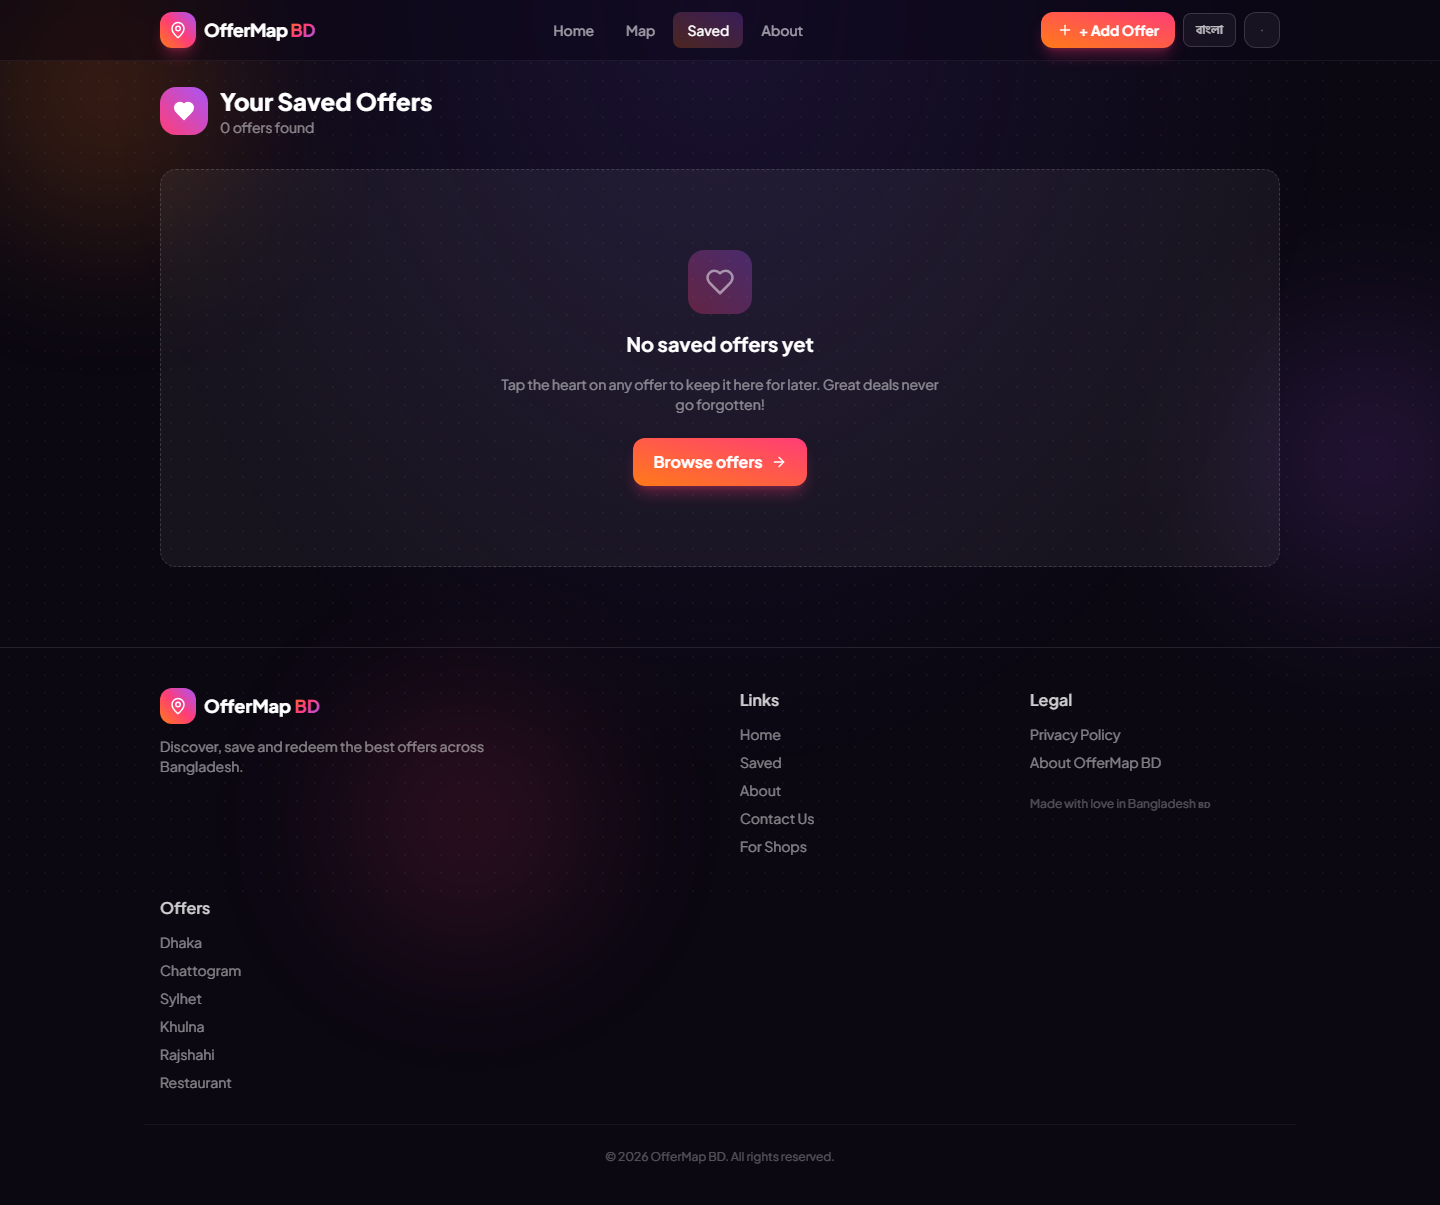 OfferMap BD
Home
Map
Saved
About
+ Add Offer
বাংলা
Your Saved Offers
0 offers found
No saved offers yet
Tap the heart on any offer to keep it here for later. Great deals never
go forgotten!
Browse offers
OfferMap BD
Discover, save and redeem the best offers across
Bangladesh.
Links
Home
Saved
About
Contact Us
For Shops
Legal
Privacy Policy
About OfferMap BD
Made with love in Bangladesh BD
Offers
Dhaka
Chattogram
Sylhet
Khulna
Rajshahi
Restaurant
© 2026 OfferMap BD. All rights reserved.